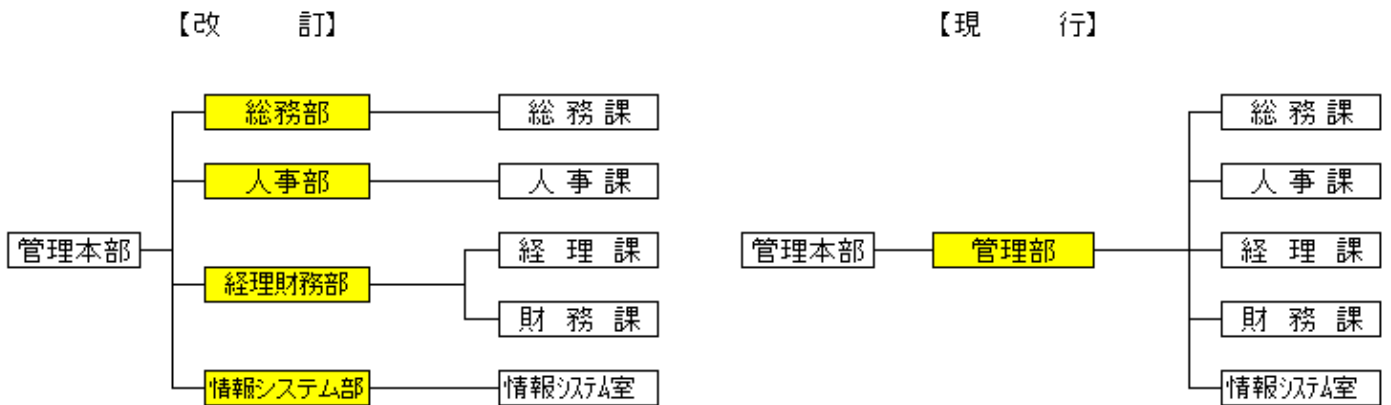 【改　訂】
【現　行】
総務部
総務課
総務課
人事部
人事課
人事課
管理本部
経理課
管理本部
管理部
経理課
経理財務部
財務課
財務課
情報システム部
情報システム室
情報システム室